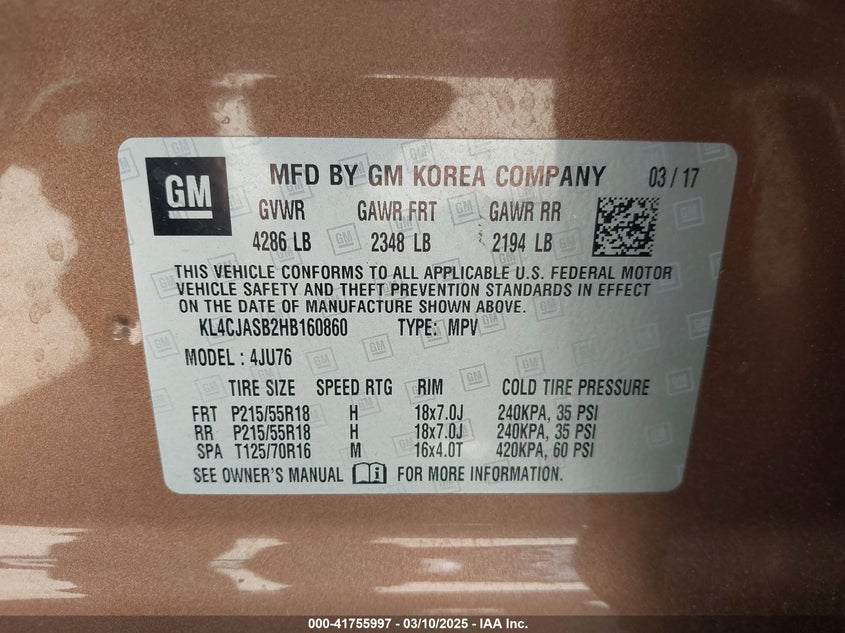 GM MFD BY GM KOREA COMPANY 03 / 17
GVWR GAWR FRT GAWR RR
4286 LB 2348 LB 2194 LB
THIS VEHICLE CONFORMS TO ALL APPLICABLE U.S. FEDERAL MOTOR
VEHICLE SAFETY AND THEFT PREVENTION STANDARDS IN EFFECT
ON THE DATE OF MANUFACTURE SHOWN ABOVE.
KL4CJASB2HB160860 TYPE: MPV
MODEL : 4JU76
TIRE SIZE SPEED RTG RIM COLD TIRE PRESSURE
FRT P215/55R18 H 18x7.0J 240KPA, 35 PSI
RR P215/55R18 H 18x7.0J 240KPA, 35 PSI
SPA T125/70R16 M 16x4.0T 420KPA, 60 PSI
SEE OWNER'S MANUAL FOR MORE INFORMATION.
000-41755997 - 03/10/2025 - IAA Inc.